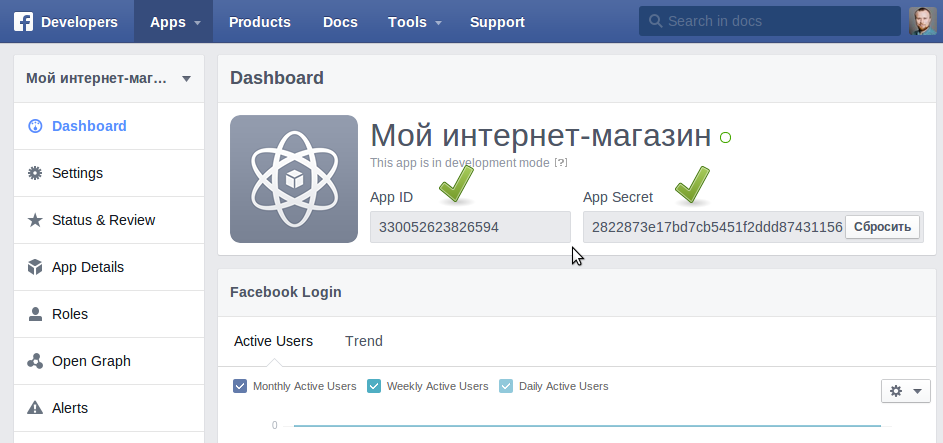 Developers Apps Products Docs Tools Support Search in docs
Мой интернет-маг...
Dashboard
Settings
Status & Review
App Details
Roles
Open Graph
Alerts
Dashboard
Мой интернет-магазин
This app is in development mode [?]
App ID App Secret
330052623826594 2822873e17bd7cb5451f2ddd87431156 Сбросить
Facebook Login
Active Users Trend
Monthly Active Users Weekly Active Users Daily Active Users
0